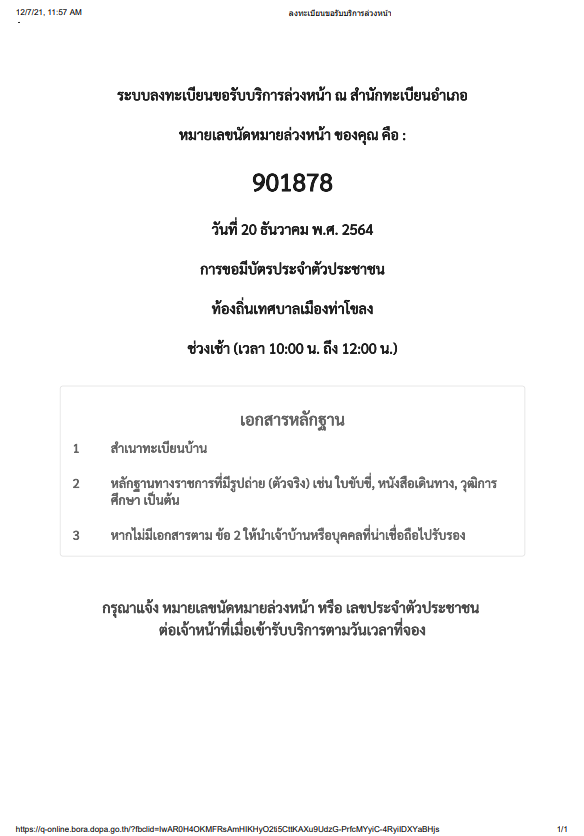 12/7/21, 11:57 AM ลงทะเบียนขอรับบริการล่วงหน้า
ระบบลงทะเบียนขอรับบริการล่วงหน้า ณ สำนักทะเบียนอำเภอ
หมายเลขนัดหมายล่วงหน้า ของคุณ คือ :
901878
วันที่ 20 ธันวาคม พ.ศ. 2564
การขอมีบัตรประจำตัวประชาชน
ท้องถิ่นเทศบาลเมืองท่าโขลง
ช่วงเช้า (เวลา 10:00 น. ถึง 12:00 น.)
เอกสารหลักฐาน
1 สำเนาทะเบียนบ้าน
2 หลักฐานทางราชการที่มีรูปถ่าย (ตัวจริง) เช่น ใบขับขี่, หนังสือเดินทาง, วุฒิการ
ศึกษา เป็นต้น
3 หากไม่มีเอกสารตาม ข้อ 2 ให้นำเจ้าบ้านหรือบุคคลที่น่าเชื่อถือไปรับรอง
กรุณาแจ้ง หมายเลขนัดหมายล่วงหน้า หรือ เลขประจำตัวประชาชน
ต่อเจ้าหน้าที่เมื่อเข้ารับบริการตามวันเวลาที่จอง
https://q-online.bora.dopa.go.th/?fbclid=IwAR0H4OKMFRsAmHIKHyO2ti5CttKAXu9UdzG-PrfcMYyiC-4RyiIDXYaBHjs 1/1